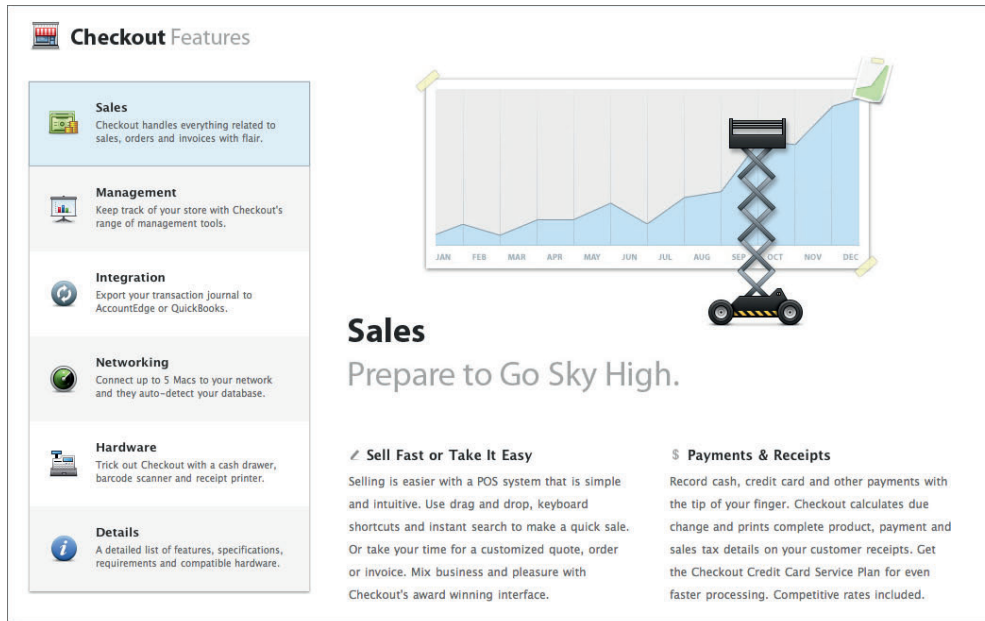 Checkout Features
Sales
Checkout handles everything related to
sales, orders and invoices with flair.
Management
Keep track of your store with Checkout's
range of management tools.
Integration
Export your transaction journal to
AccountEdge or QuickBooks.
Networking
Connect up to 5 Macs to your network
and they auto-detect your database.
Hardware
Trick out Checkout with a cash drawer,
barcode scanner and receipt printer.
Details
A detailed list of features, specifications,
requirements and compatible hardware.
JAN FEB MAR APR MAY JUN JUL AUG SEP OCT NOV DEC
Sales
Prepare to Go Sky High.
Sell Fast or Take It Easy
Selling is easier with a POS system that is simple
and intuitive. Use drag and drop, keyboard
shortcuts and instant search to make a quick sale.
Or take your time for a customized quote, order
or invoice. Mix business and pleasure with
Checkout's award winning interface.
$ Payments & Receipts
Record cash, credit card and other payments with
the tip of your finger. Checkout calculates due
change and prints complete product, payment and
sales tax details on your customer receipts. Get
the Checkout Credit Card Service Plan for even
faster processing. Competitive rates included.